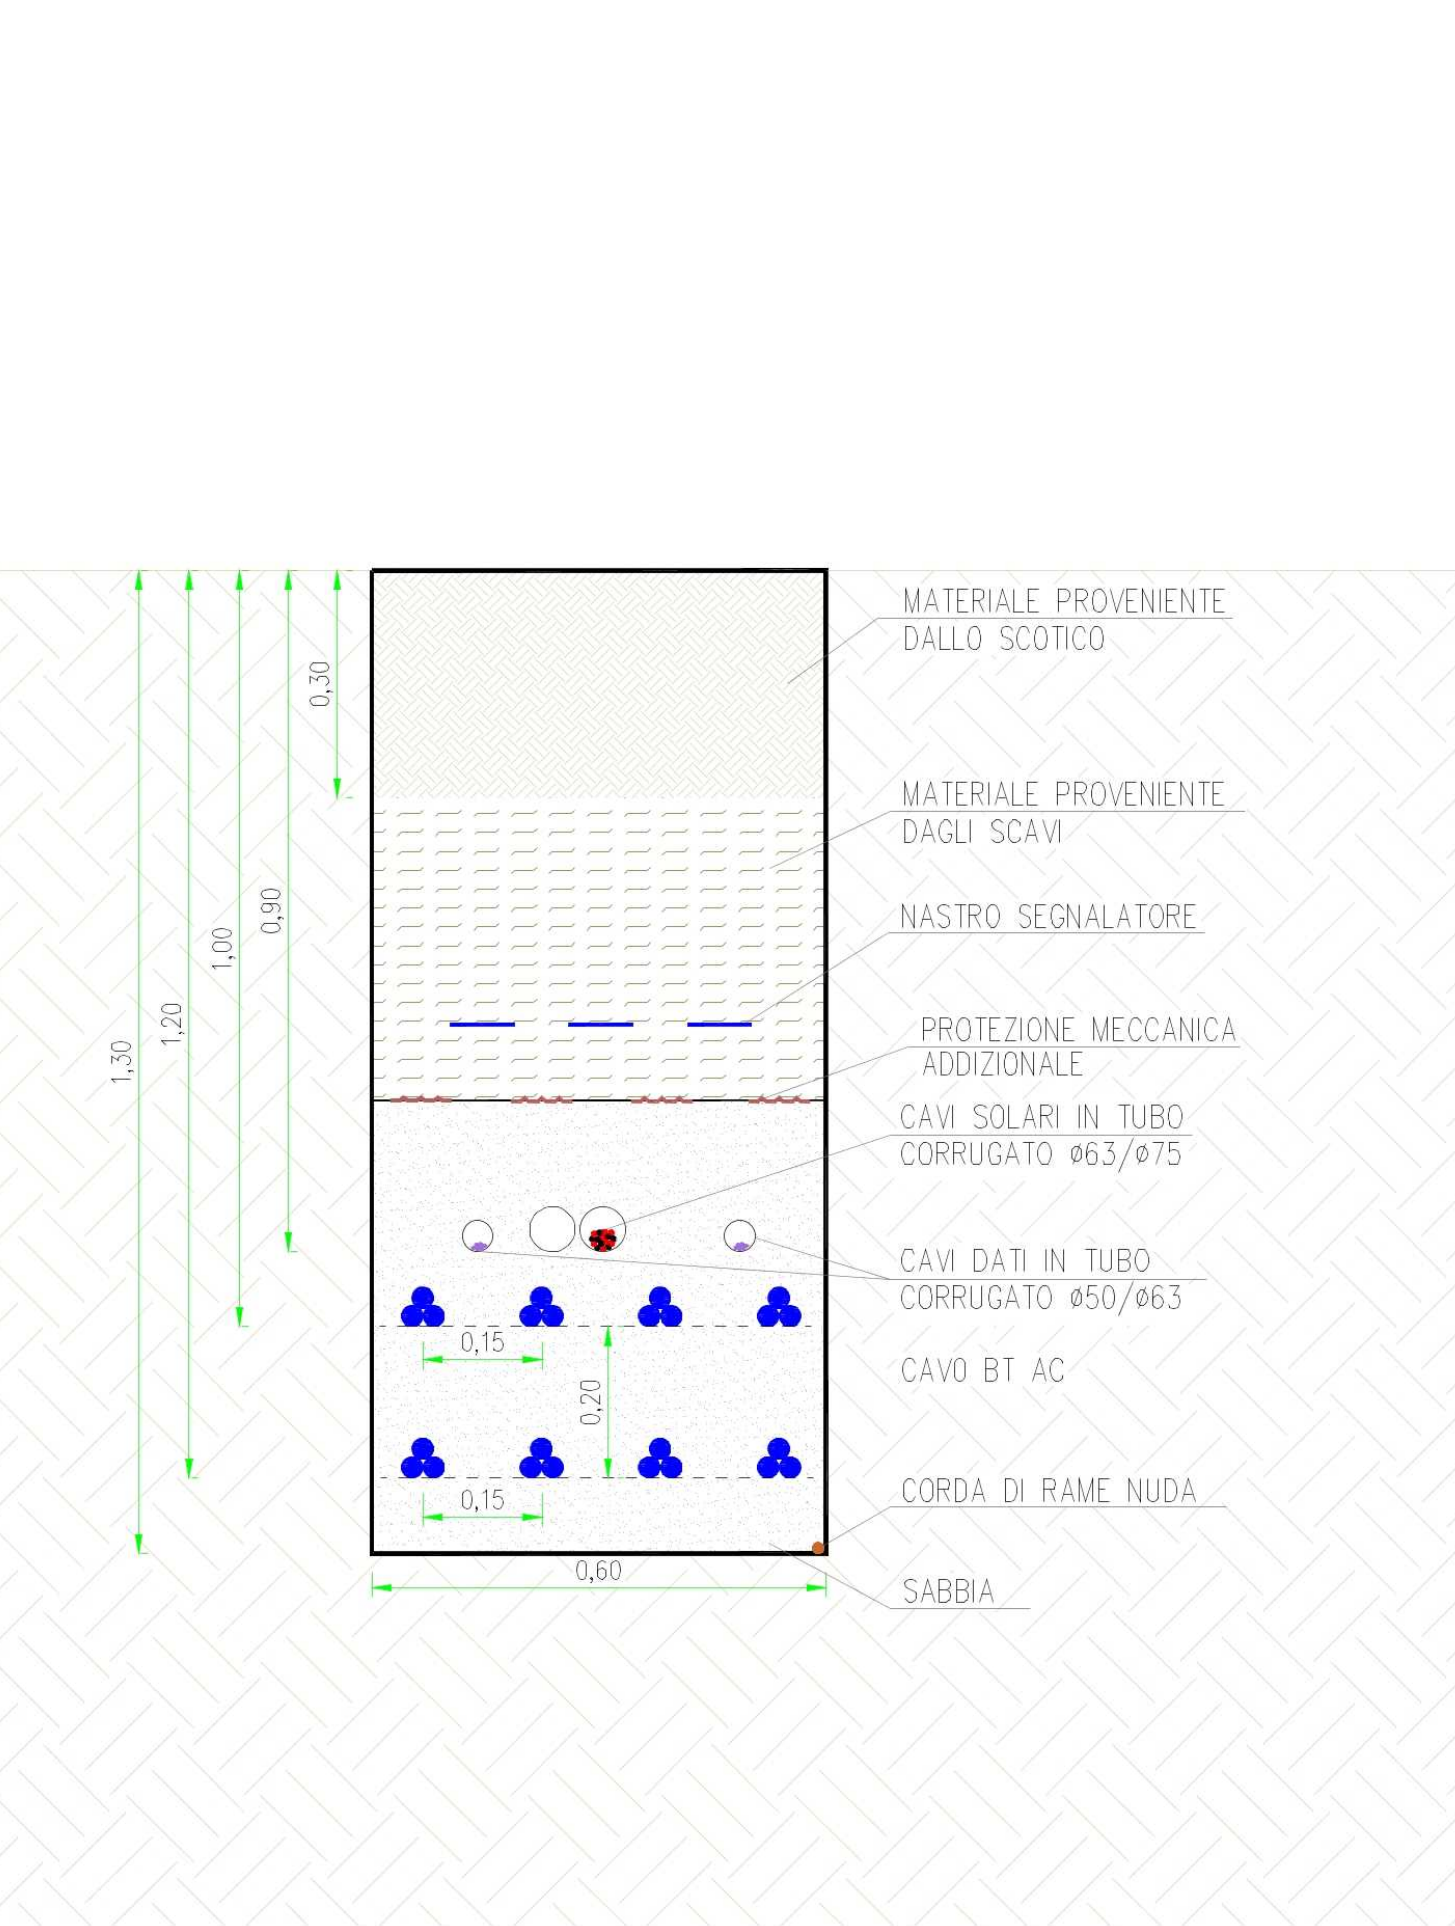 MATERIALE PROVENIENTE
DALLO SCOTICO
0,30
MATERIALE PROVENIENTE
DAGLI SCAVI
0,90
NASTRO SEGNALATORE
1,00
1,20
PROTEZIONE MECCANICA
ADDIZIONALE
1,30
CAVI SOLARI IN TUBO
CORRUGATO Ø63/Ø75
CAVI DATI IN TUBO
CORRUGATO Ø50/Ø63
0,15
CAVO BT AC
0,20
CORDA DI RAME NUDA
0,15
0,60
SABBIA